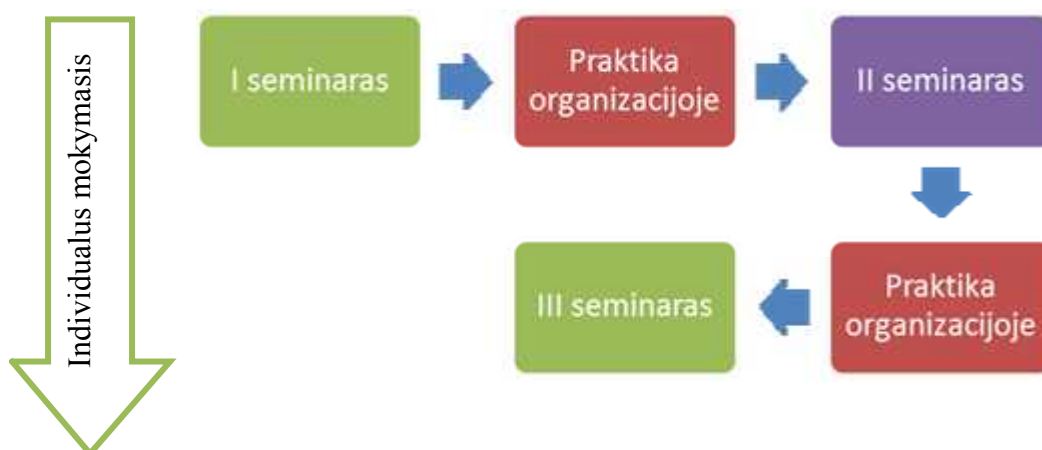 Individualus mokymasis
I seminaras
Praktika
organizacijoje
II seminaras
III seminaras
Praktika
organizacijoje